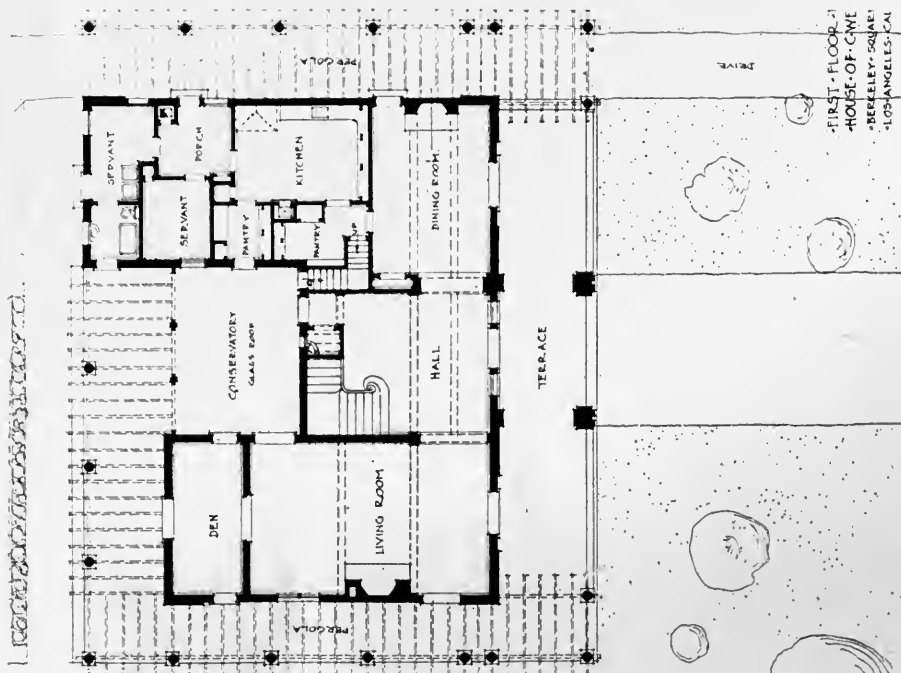 -FIRST-FLOOR-
-HOUSE-OF-
-BERKELEY-SQUARE
-LOS-ANGELES-CAL
PERGOLA
DRIVE
SERVANT
PORCH
KITCHEN
SERVANT
PANTRY
PANTRY
UP
DINING ROOM
CONSERVATORY
GLASS ROOF
HALL
TERRACE
DEN
LIVING ROOM
PERGOLA